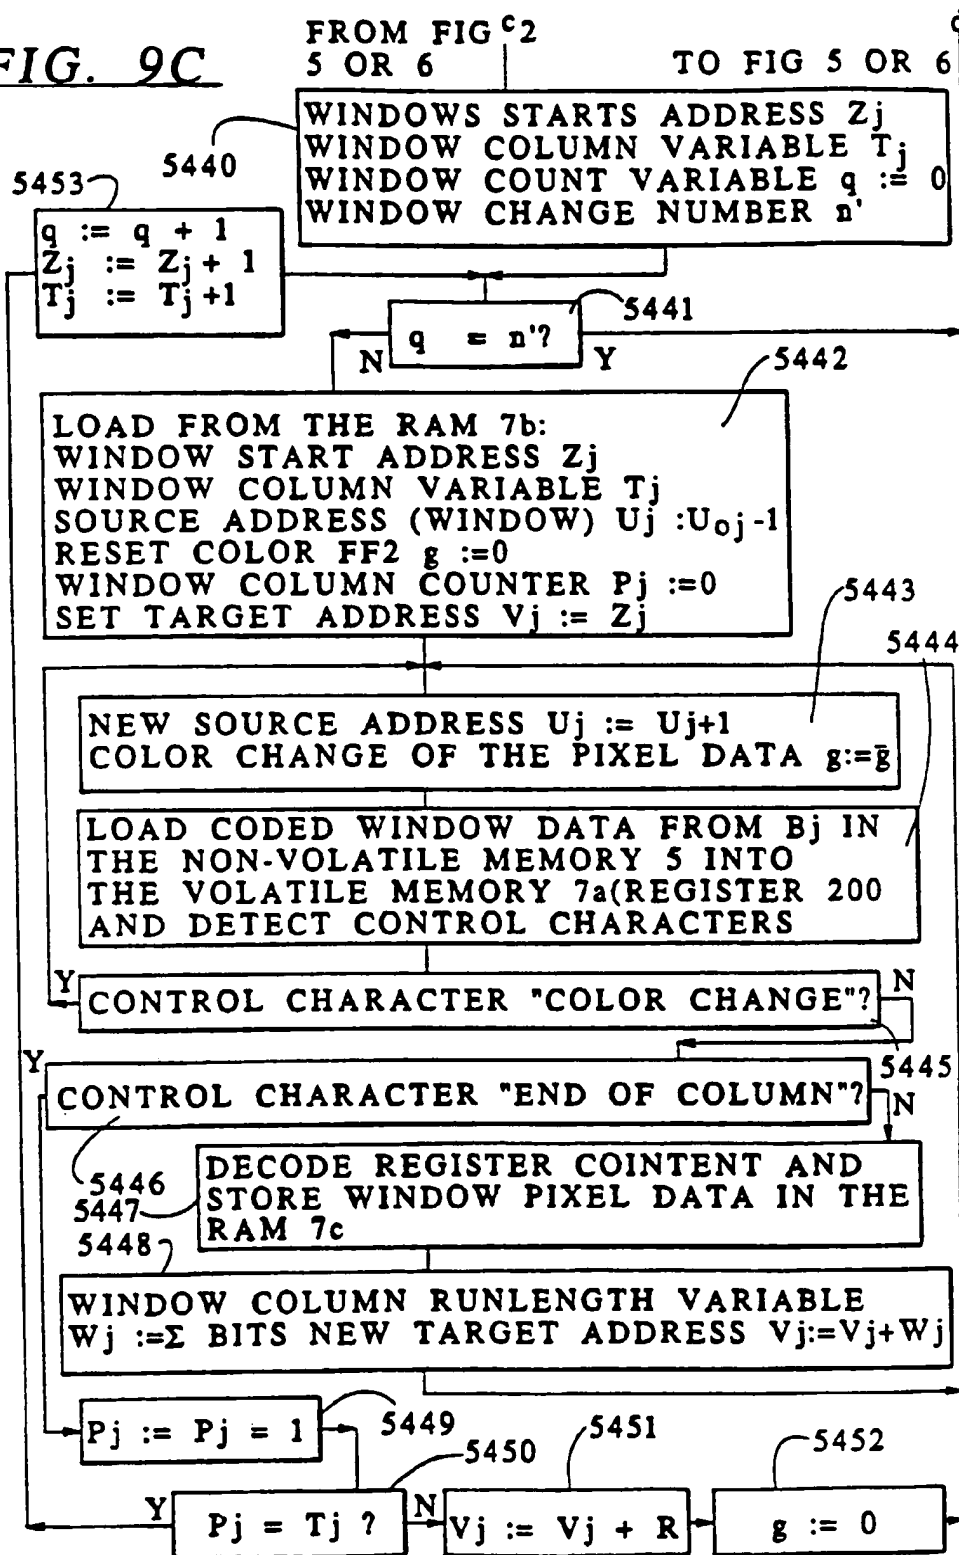 FIG. 9C
FROM FIG c2
5 OR 6
TO FIG 5 OR 6
5440
WINDOWS STARTS ADDRESS Zj
WINDOW COLUMN VARIABLE Tj
WINDOW COUNT VARIABLE q := 0
WINDOW CHANGE NUMBER n'
5453
q := q + 1
Zj := Zj + 1
Tj := Tj +1
5441
q = n'?
N
Y
5442
LOAD FROM THE RAM 7b:
WINDOW START ADDRESS Zj
WINDOW COLUMN VARIABLE Tj
SOURCE ADDRESS (WINDOW) Uj :Uoj -1
RESET COLOR FF2 g :=0
WINDOW COLUMN COUNTER Pj :=0
SET TARGET ADDRESS Vj := Zj
5443
5444
NEW SOURCE ADDRESS Uj := Uj+1
COLOR CHANGE OF THE PIXEL DATA g:=g̅
LOAD CODED WINDOW DATA FROM Bj IN
THE NON-VOLATILE MEMORY 5 INTO
THE VOLATILE MEMORY 7a(REGISTER 200
AND DETECT CONTROL CHARACTERS
Y
CONTROL CHARACTER "COLOR CHANGE"?
N
5445
Y
CONTROL CHARACTER "END OF COLUMN"?
N
5446
5447
DECODE REGISTER COINTENT AND
STORE WINDOW PIXEL DATA IN THE
RAM 7c
5448
WINDOW COLUMN RUNLENGTH VARIABLE
Wj :=Σ BITS NEW TARGET ADDRESS Vj:=Vj+Wj
Pj := Pj = 1
5449
5450
5451
5452
Y
Pj = Tj ?
N
Vj := Vj + R
g := 0